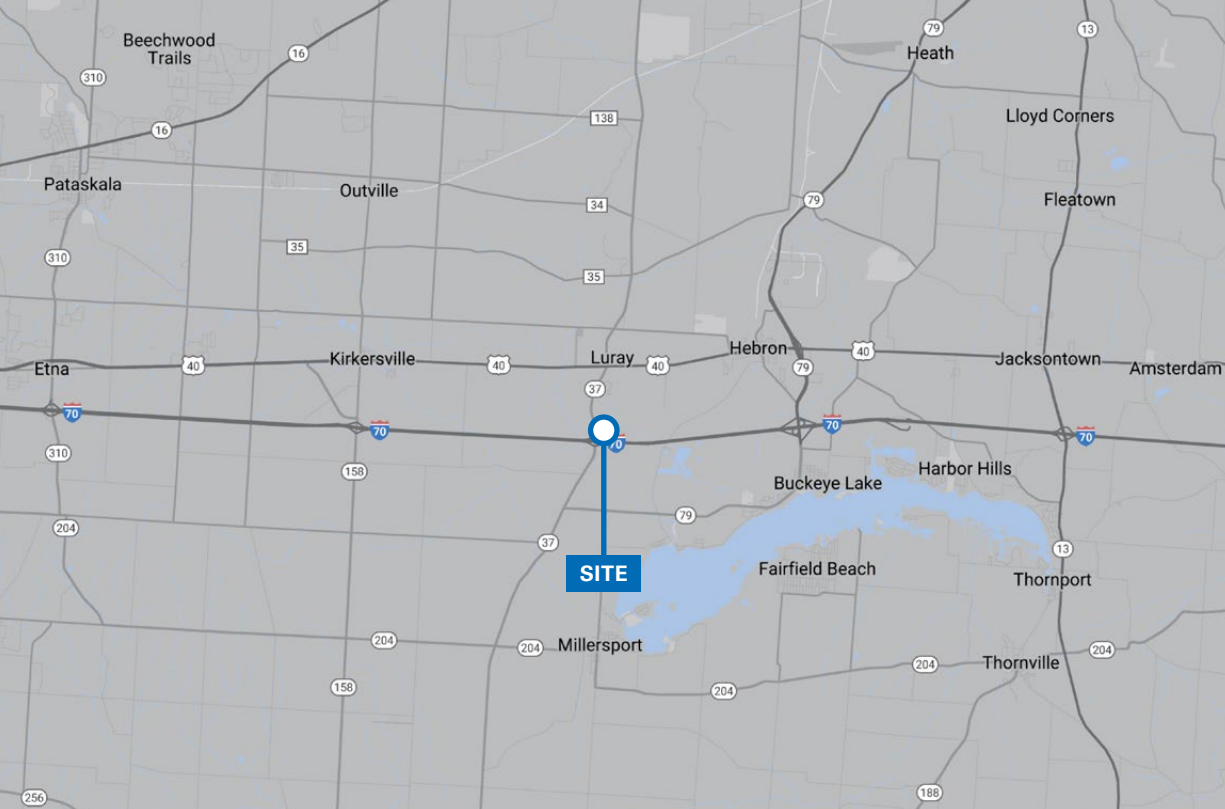 79
13
Beechwood
Trails
16
Heath
310
138
Lloyd Corners
16
Pataskala
Outville
79
Fleatown
34
35
310
35
Hebron
40
Luray
Kirkersville
Jacksontown
Etna
40
40
40
79
Amsterdam
37
70
70
70
70
70
310
158
Harbor Hills
Buckeye Lake
79
204
37
13
SITE
Fairfield Beach
Thornport
204
204
Millersport
204
Thornville
204
158
204
188
256